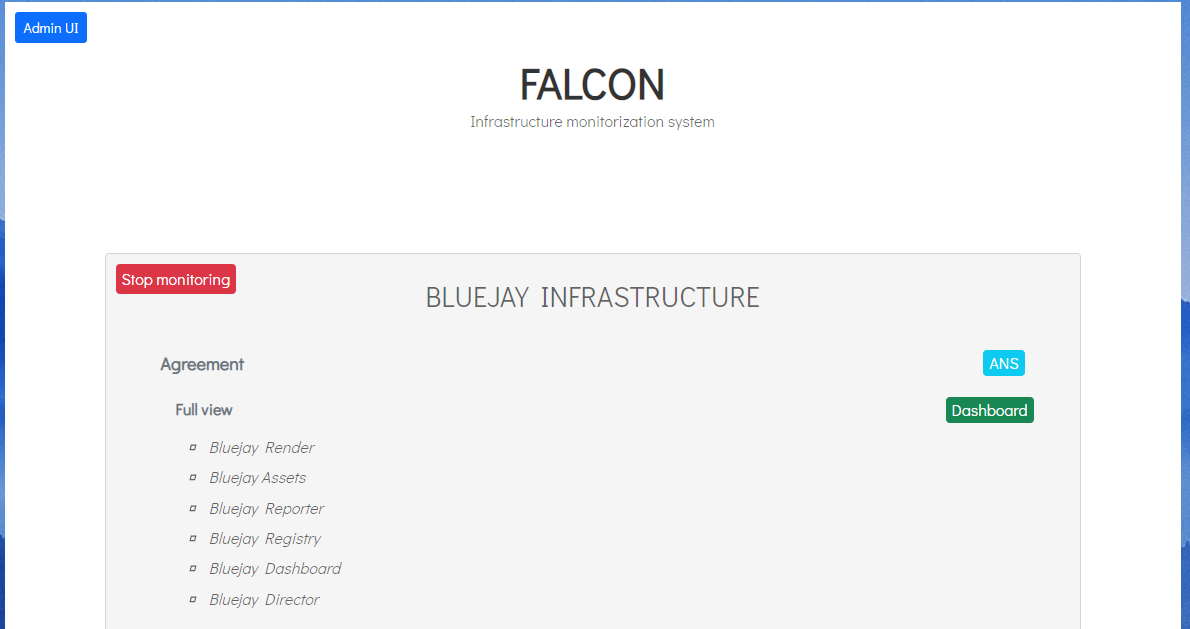 Admin UI
FALCON
Infrastructure monitorization system
Stop monitoring
BLUEJAY INFRASTRUCTURE
Agreement
ANS
Full view
Dashboard
Bluejay Render
Bluejay Assets
Bluejay Reporter
Bluejay Registry
Bluejay Dashboard
Bluejay Director